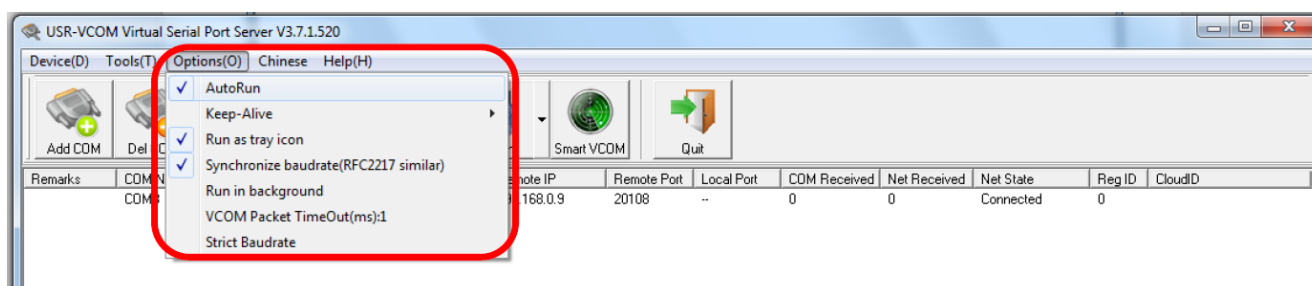 USR-VCOM Virtual Serial Port Server V3.7.1.520
Device(D) Tools(T) Options(O) Chinese Help(H)
AutoRun
Keep-Alive
Run as tray icon
Synchronize baudrate(RFC2217 similar)
Run in background
VCOM Packet TimeOut(ms):1
Strict Baudrate
Add COM Del Smart VCOM Quit
Remarks COM IP Remote Port Local Port COM Received Net Received Net State Reg ID CloudID
.168.0.9 20108 -- 0 0 Connected 0